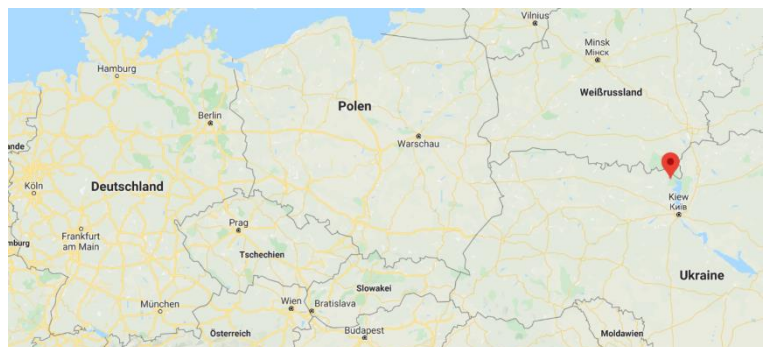 Vilnius
Minsk
Мінск
Hamburg
Weißrussland
Polen
Berlin
ande
Warschau
Köln
Deutschland
Kiew
Київ
Prag
Frankfurt
am Main
mburg
Tschechien
Ukraine
Slowakei
München
Wien
Bratislava
Österreich
Budapest
Moldawien